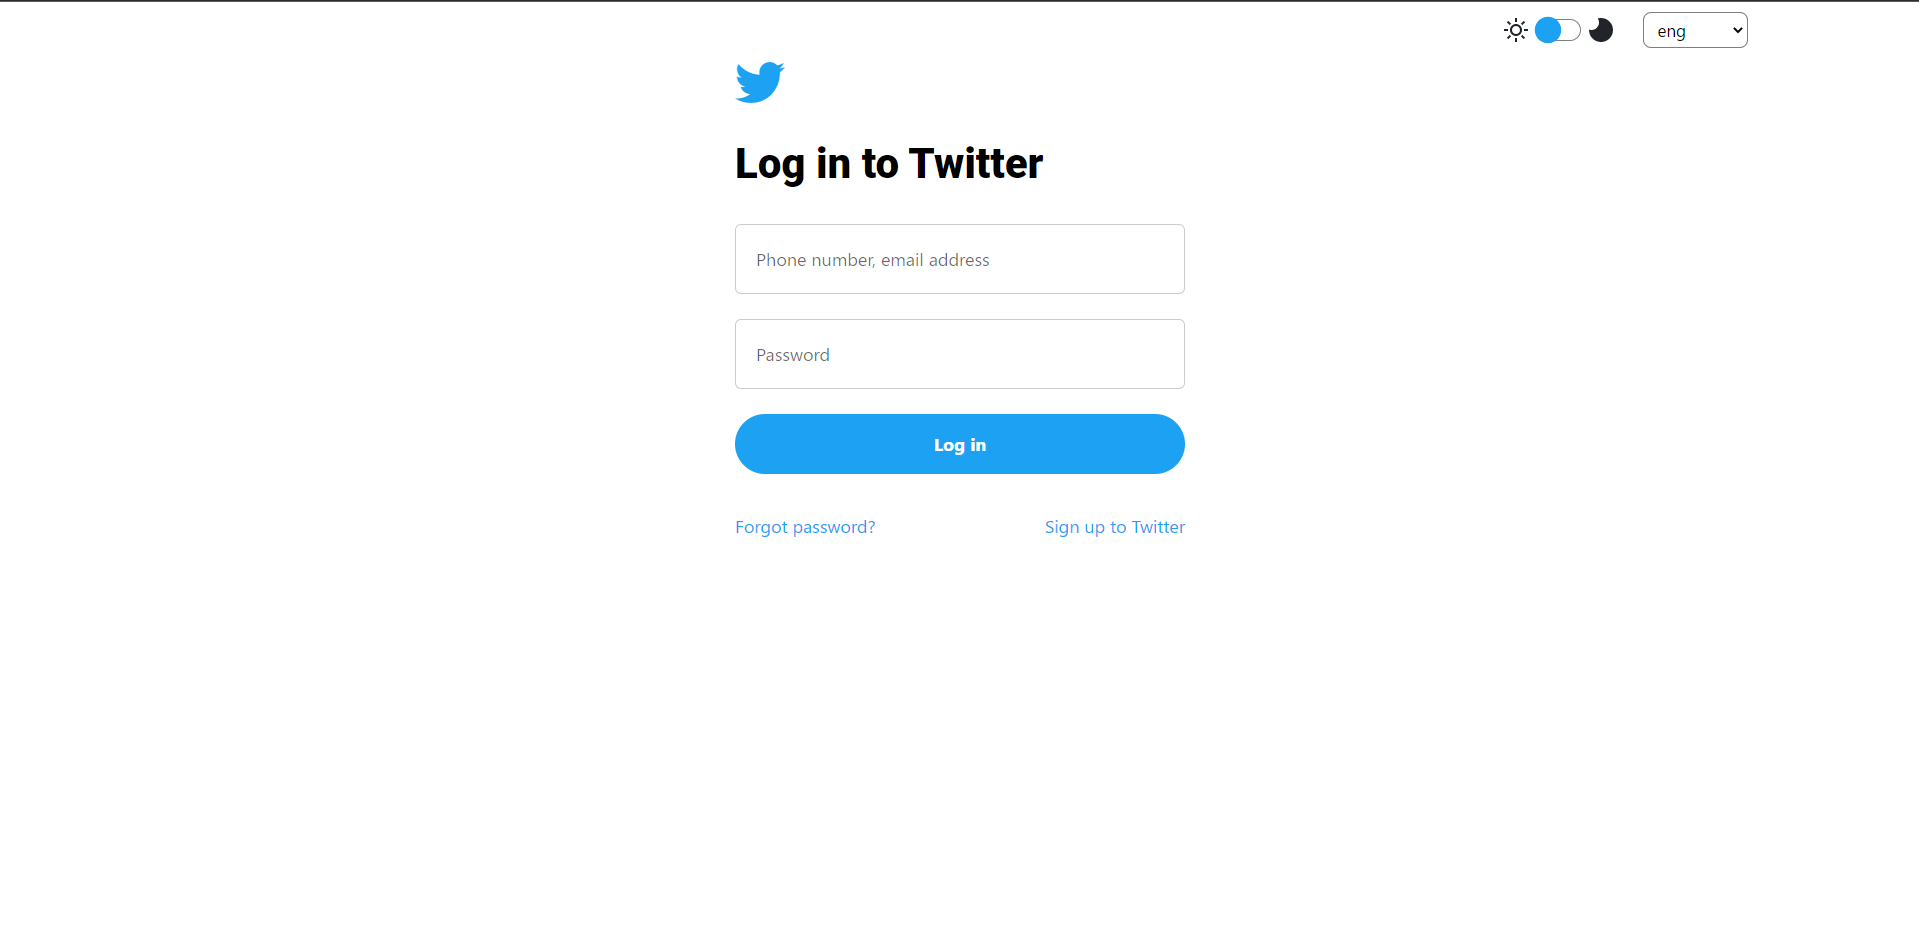 eng
Log in to Twitter
Phone number, email address
Password
Log in
Forgot password?
Sign up to Twitter